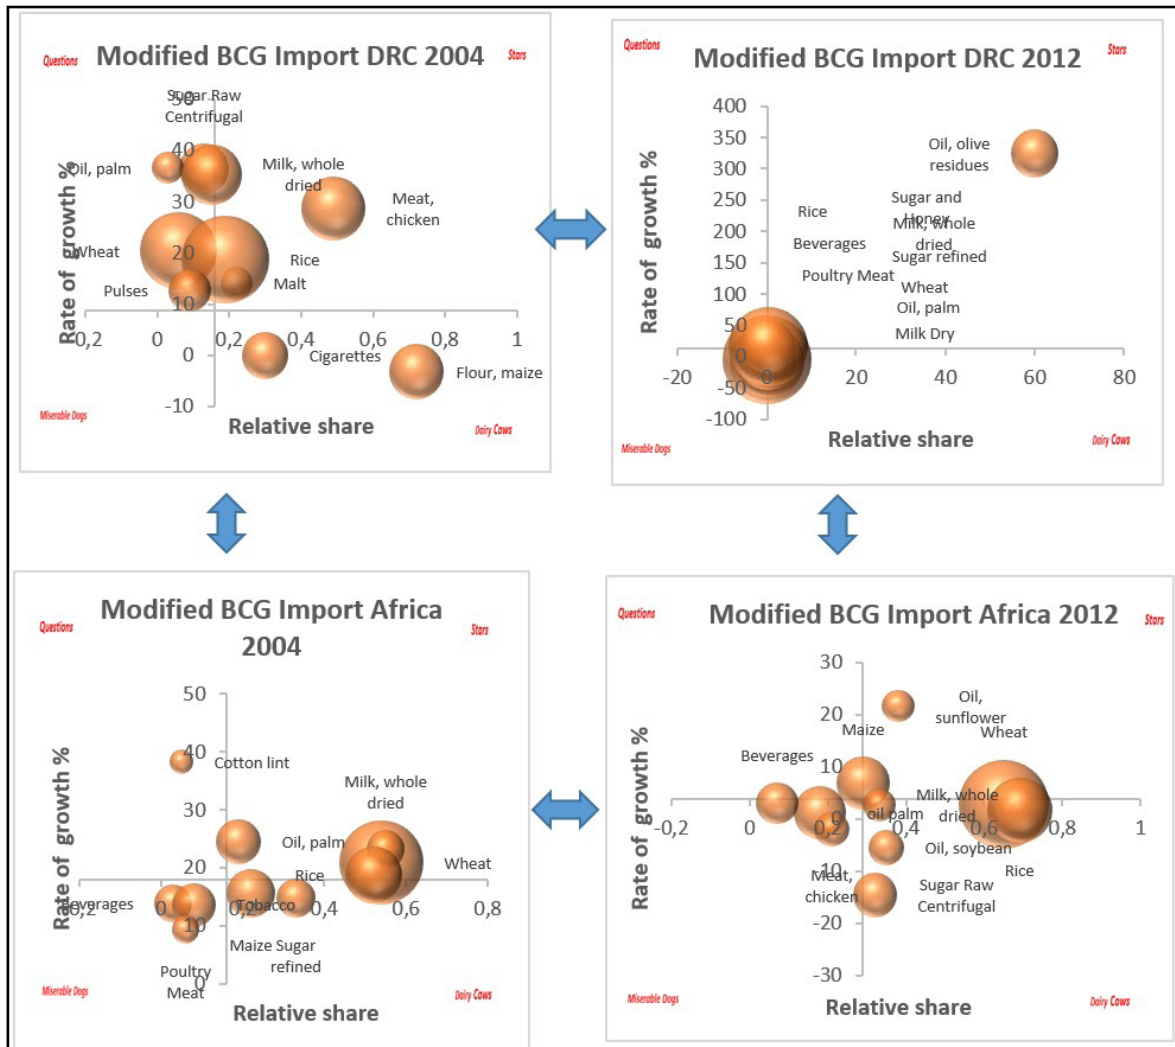 Modified BCG Import DRC 2004
Questions
Stars
Sugar Raw
Centrifugal
50
40
30
20
10
0
-10
Oil, palm
Milk, whole
dried
Meat,
chicken
Wheat
Rice
Malt
Pulses
0,2
0
0,2
0,4
0,6
0,8
1
Cigarettes
Flour, maize
Rate of growth %
Relative share
Miserable Dogs
Dairy Cows
Modified BCG Import DRC 2012
Questions
Stars
400
350
300
250
200
150
100
50
0
-50
-100
Oil, olive
residues
Sugar and
Honey
Rice
Milk, whole
dried
Beverages
Sugar refined
Poultry Meat
Wheat
Oil, palm
Milk Dry
-20
0
20
40
60
80
Rate of growth %
Relative share
Miserable Dogs
Dairy Cows
Modified BCG Import Africa
2004
Questions
Stars
50
40
30
20
10
0
Cotton lint
Milk, whole
dried
Oil, palm
Wheat
Rice
Beverages
Tobacco
Maize Sugar
refined
Poultry
Meat
-0,2
0
0,2
0,4
0,6
0,8
Rate of growth %
Relative share
Miserable Dogs
Dairy Cows
Modified BCG Import Africa 2012
Questions
Stars
30
20
10
0
-10
-20
-30
Oil,
sunflower
Maize
Wheat
Beverages
Milk, whole
dried
oil palm
Oil, soybean
Meat,
chicken
Rice
Sugar Raw
Centrifugal
-0,2
0
0,2
0,4
0,6
0,8
1
Rate of growth %
Relative share
Miserable Dogs
Dairy Cows